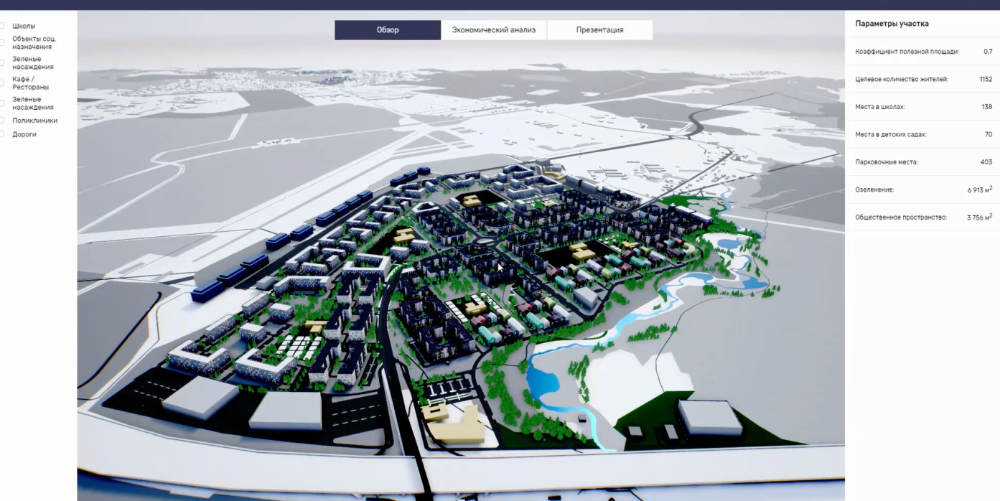 Школы
Объекты соц.
назначения
Зеленые
насаждения
Кафе /
Рестораны
Зеленые
насаждения
Поликлиники
Дороги
Обзор
Экономический анализ
Презентация
Параметры участка
Коэффициент полезной площади: 0,7
Целевое количество жителей: 1152
Места в школах: 138
Места в детских садах: 70
Парковочные места: 403
Озеленение: 6 913 м²
Общественное пространство: 3 756 м²